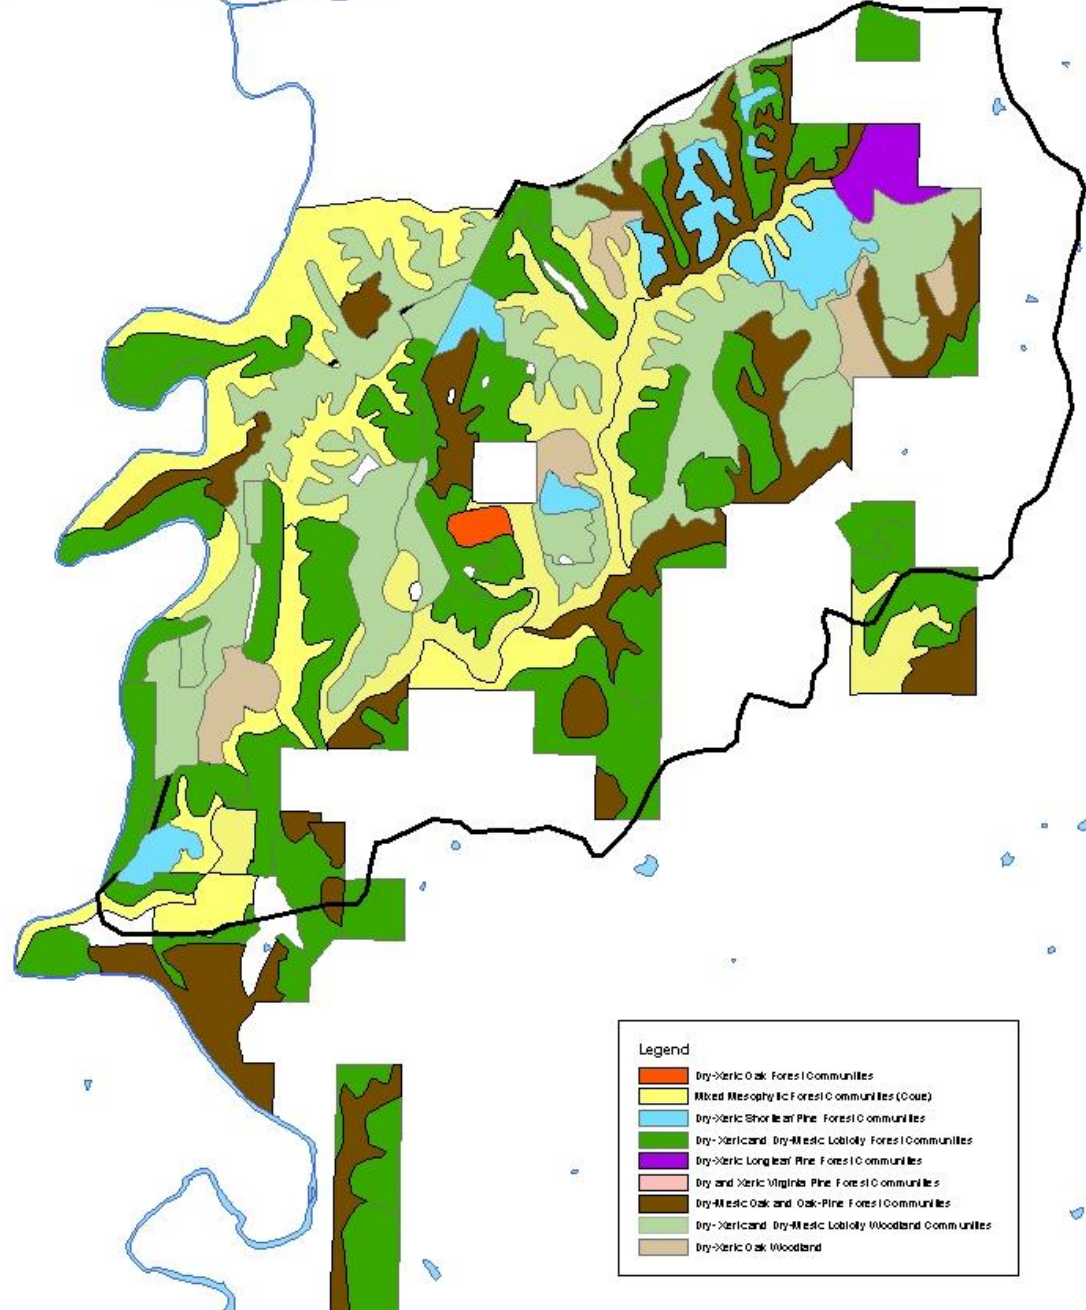 Legend
Dry-Xeric Oak Forest Communities
Mixed Mesophytic Forest Communities (Cove)
Dry-Xeric Shortleaf Pine Forest Communities
Dry- Xeric and Dry-Mesic Loblolly Forest Communities
Dry-Xeric Longleaf Pine Forest Communities
Dry and Xeric Virginia Pine Forest Communities
Dry-Mesic Oak and Oak-Pine Forest Communities
Dry- Xeric and Dry-Mesic Loblolly Woodland Communities
Dry-Xeric Oak Woodland